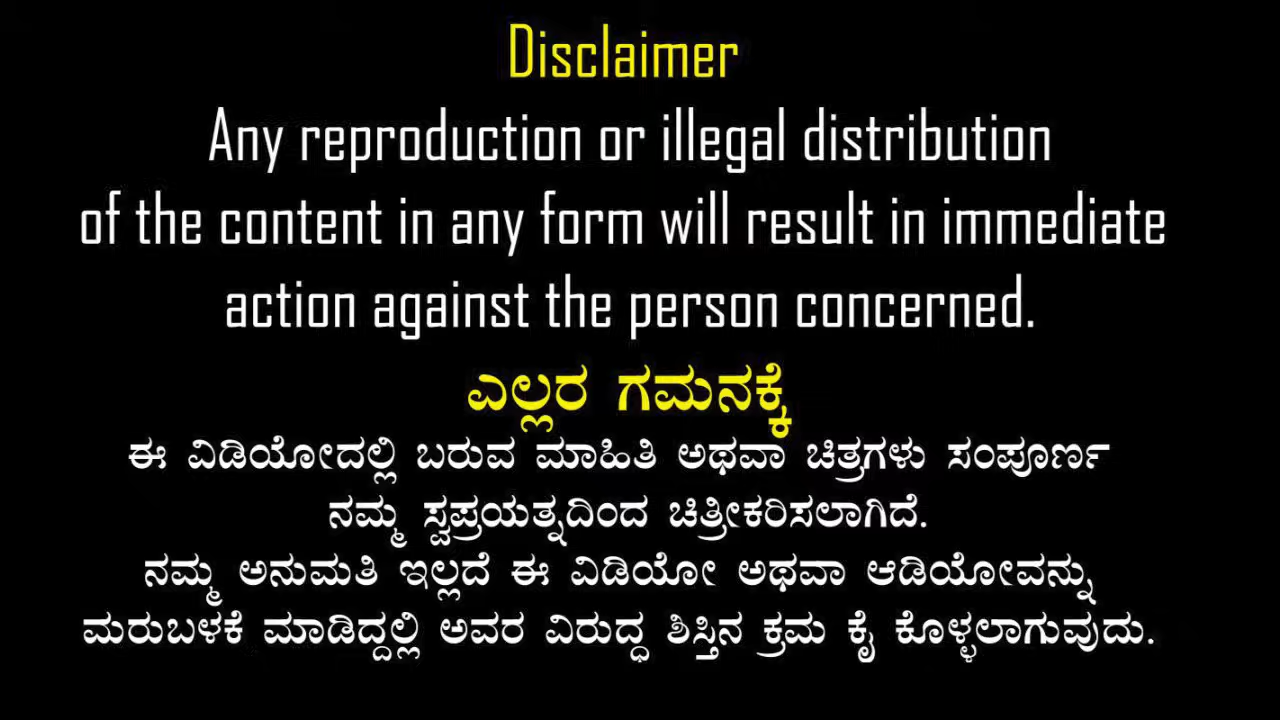 Disclaimer
Any reproduction or illegal distribution
of the content in any form will result in immediate
action against the person concerned.
ಎಲ್ಲರ ಗಮನಕ್ಕೆ
ಈ ವಿಡಿಯೋದಲ್ಲಿ ಬರುವ ಮಾಹಿತಿ ಅಥವಾ ಚಿತ್ರಗಳು ಸಂಪೂರ್ಣ
ನಮ್ಮ ಸ್ವಪ್ರಯತ್ನದಿಂದ ಚಿತ್ರೀಕರಿಸಲಾಗಿದೆ.
ನಮ್ಮ ಅನುಮತಿ ಇಲ್ಲದೆ ಈ ವಿಡಿಯೋ ಅಥವಾ ಆಡಿಯೋವನ್ನು
ಮರುಬಳಕೆ ಮಾಡಿದ್ದಲ್ಲಿ ಅವರ ವಿರುದ್ಧ ಶಿಸ್ತಿನ ಕ್ರಮ ಕೈ ಕೊಳ್ಳಲಾಗುವುದು.